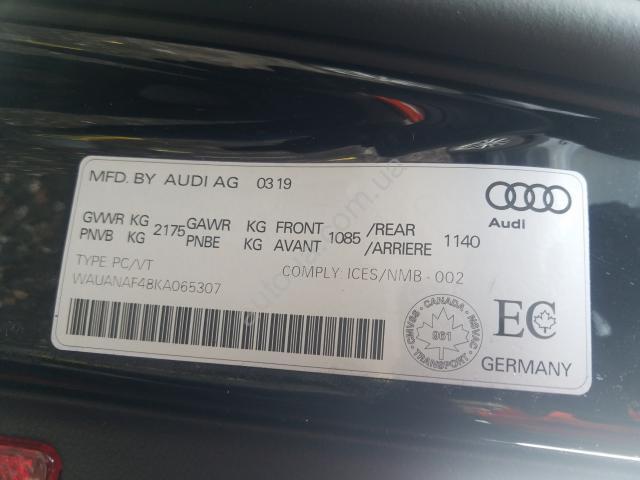 MFD. BY AUDI AG 03 19
Audi
GVWR KG 2175 GAWR KG FRONT 1085 /REAR 1140
PNVB KG PNBE KG AVANT /ARRIERE
TYPE PC/VT
COMPLY ICES/NMB - 002
WAUANAF48KA065307
CANADA
CMVSS 961 NSVAC
TRANSPORT
EC
GERMANY